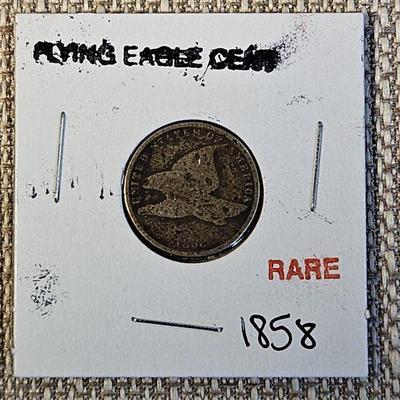 FLYING EAGLE CENT
UNITED STATES OF AMERICA
RARE
1858